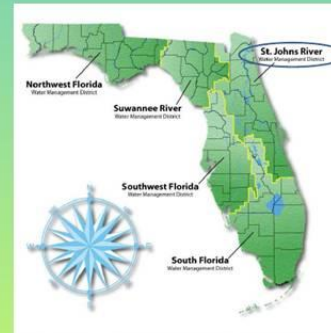 St. Johns River
Water Management District
Northwest Florida
Water Management District
Suwannee River
Water Management District
Southwest Florida
Water Management District
South Florida
Water Management District